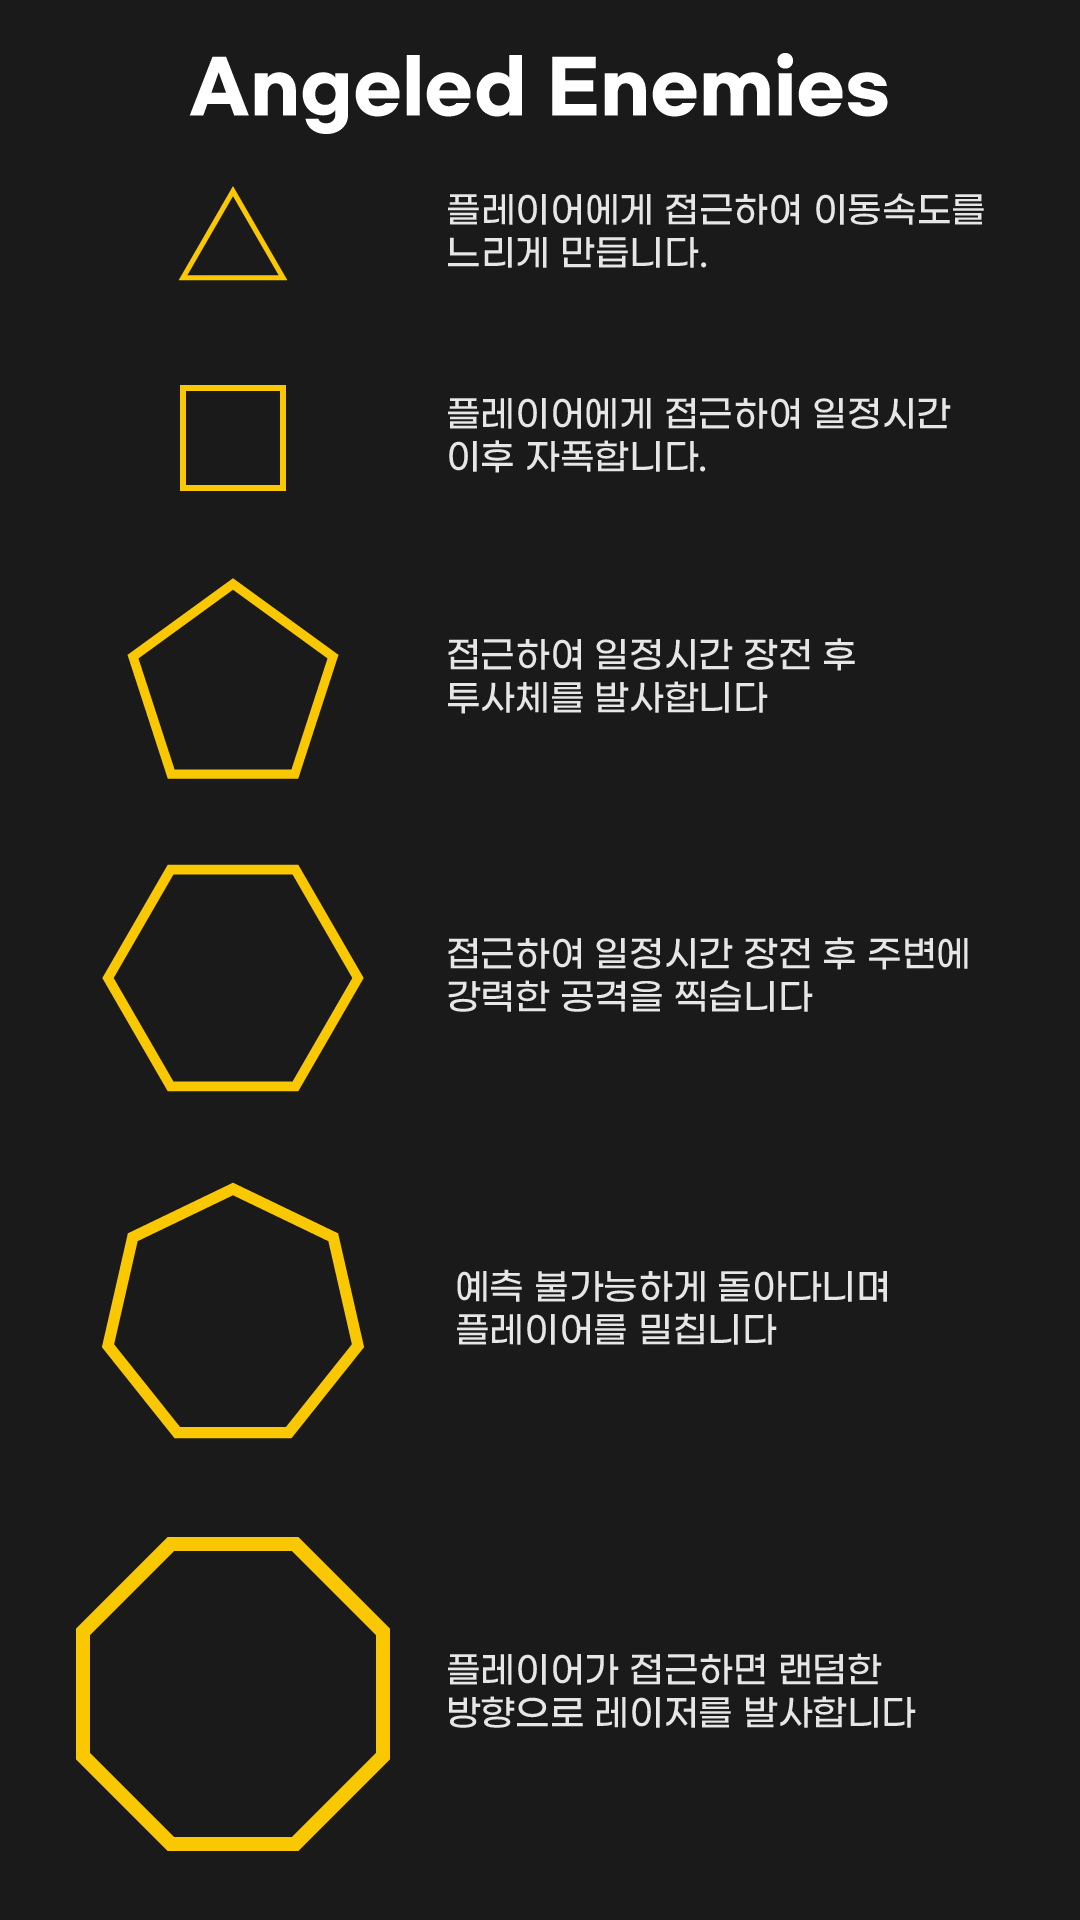 Angeled Enemies
플레이어에게 접근하여 이동속도를
느리게 만듭니다.
플레이어에게 접근하여 일정시간
이후 자폭합니다.
접근하여 일정시간 장전 후
투사체를 발사합니다
접근하여 일정시간 장전 후 주변에
강력한 공격을 찍습니다
예측 불가능하게 돌아다니며
플레이어를 밀칩니다
플레이어가 접근하면 랜덤한
방향으로 레이저를 발사합니다